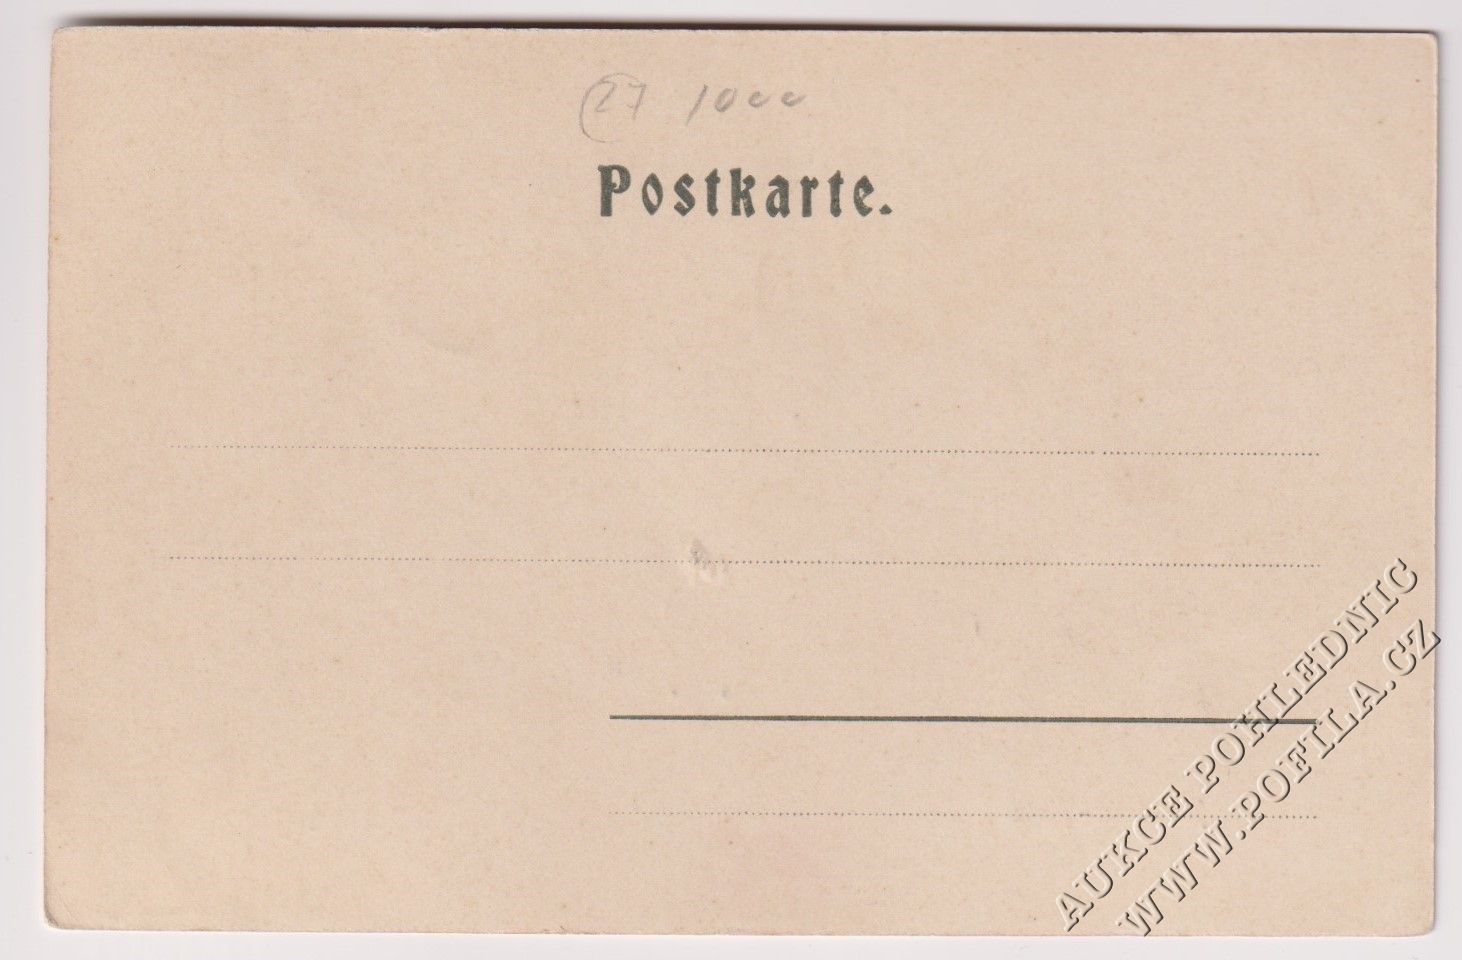 27 1000
Postkarte.
AUKCE POHLEDNIC
WWW.POFILA.CZ